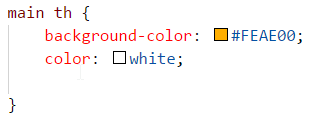 main th {
    background-color: #FEAE00;
    color: white;
}